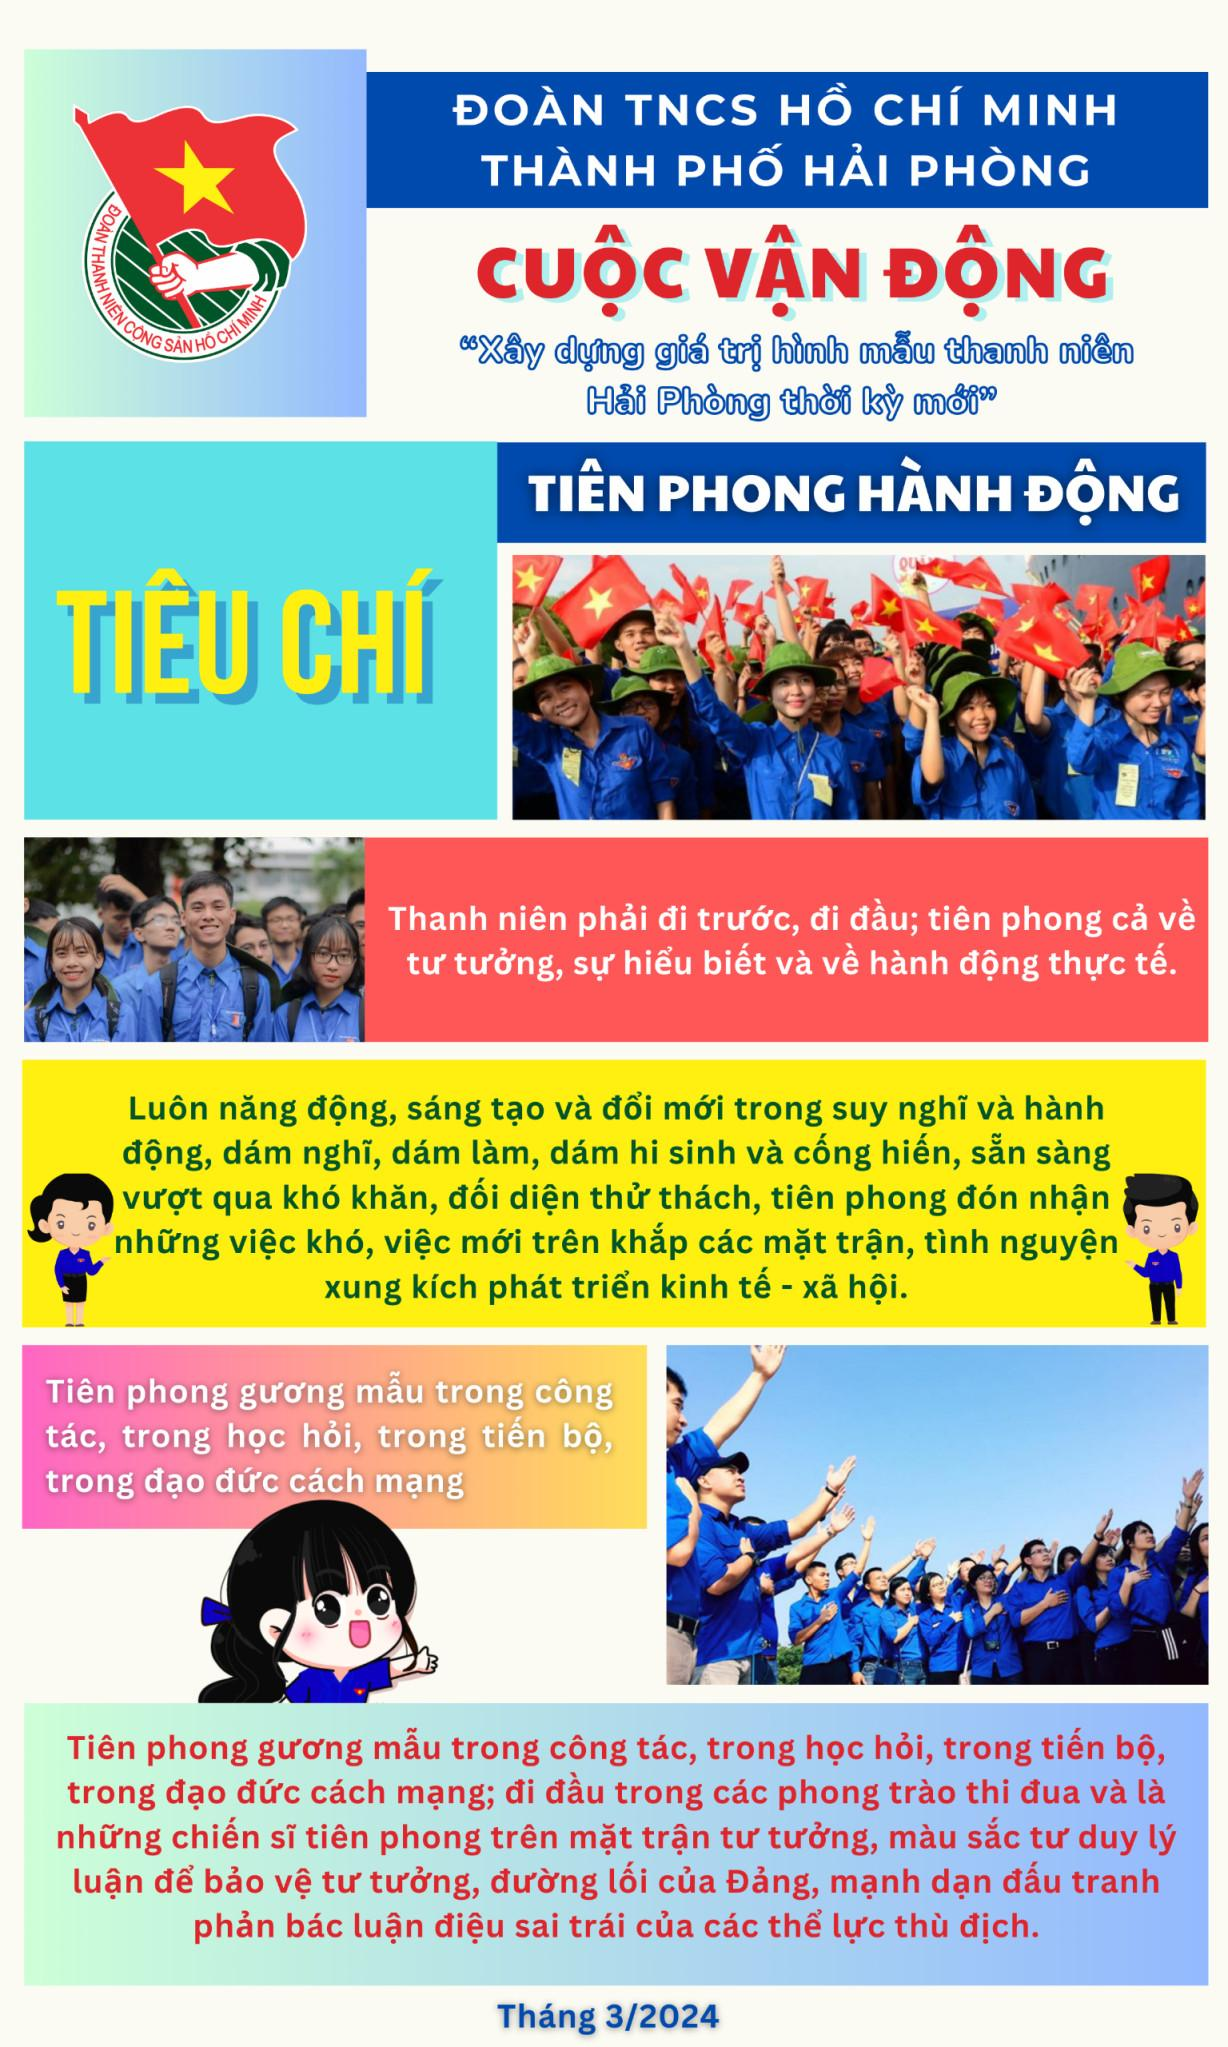 ĐOÀN TNCS HỒ CHÍ MINH
THÀNH PHỐ HẢI PHÒNG
ĐOÀN THANH NIÊN CỘNG SẢN HỒ CHÍ MINH
CUỘC VẬN ĐỘNG
“Xây dựng giá trị hình mẫu thanh niên
Hải Phòng thời kỳ mới”
TIÊU CHÍ
TIÊN PHONG HÀNH ĐỘNG
Thanh niên phải đi trước, đi đầu; tiên phong cả về
tư tưởng, sự hiểu biết và về hành động thực tế.
Luôn năng động, sáng tạo và đổi mới trong suy nghĩ và hành
động, dám nghĩ, dám làm, dám hi sinh và cống hiến, sẵn sàng
vượt qua khó khăn, đối diện thử thách, tiên phong đón nhận
những việc khó, việc mới trên khắp các mặt trận, tình nguyện
xung kích phát triển kinh tế - xã hội.
Tiên phong gương mẫu trong công
tác, trong học hỏi, trong tiến bộ,
trong đạo đức cách mạng
Tiên phong gương mẫu trong công tác, trong học hỏi, trong tiến bộ,
trong đạo đức cách mạng; đi đầu trong các phong trào thi đua và là
những chiến sĩ tiên phong trên mặt trận tư tưởng, màu sắc tư duy lý
luận để bảo vệ tư tưởng, đường lối của Đảng, mạnh dạn đấu tranh
phản bác luận điệu sai trái của các thể lực thù địch.
Tháng 3/2024